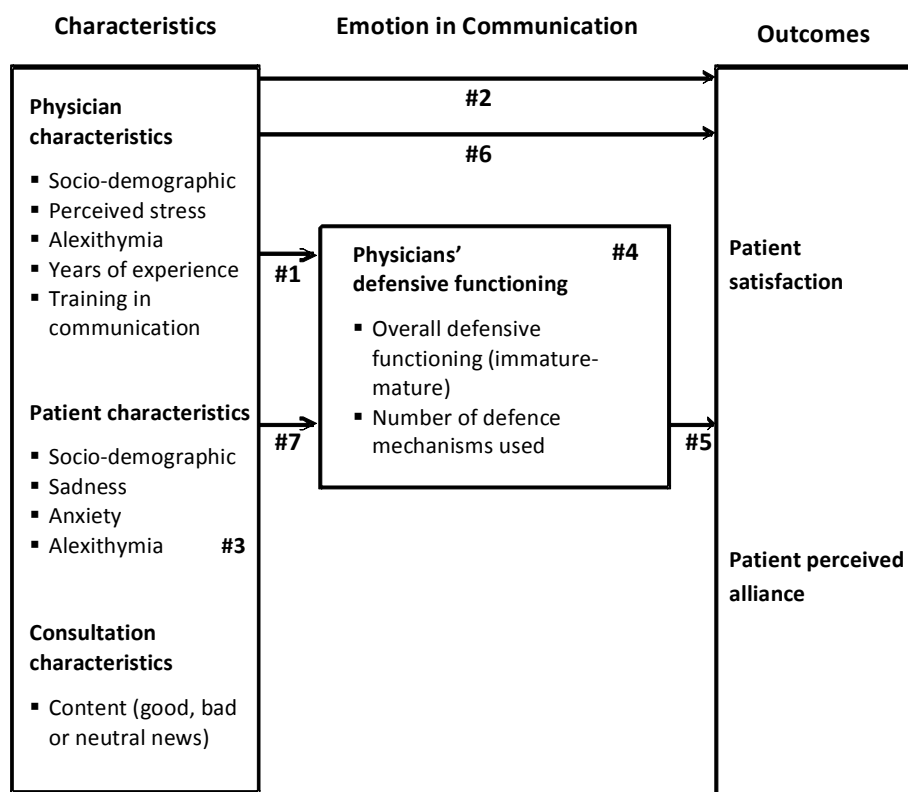 Characteristics
Emotion in Communication
Outcomes
Physician
characteristics
▪ Socio-demographic
▪ Perceived stress
▪ Alexithymia
▪ Years of experience
▪ Training in
communication
Patient characteristics
▪ Socio-demographic
▪ Sadness
▪ Anxiety
▪ Alexithymia #3
Consultation
characteristics
▪ Content (good, bad
or neutral news)
#2
#6
#1
#7
Physicians’ #4
defensive functioning
▪ Overall defensive
functioning (immature-
mature)
▪ Number of defence
mechanisms used
#5
Patient
satisfaction
Patient perceived
alliance